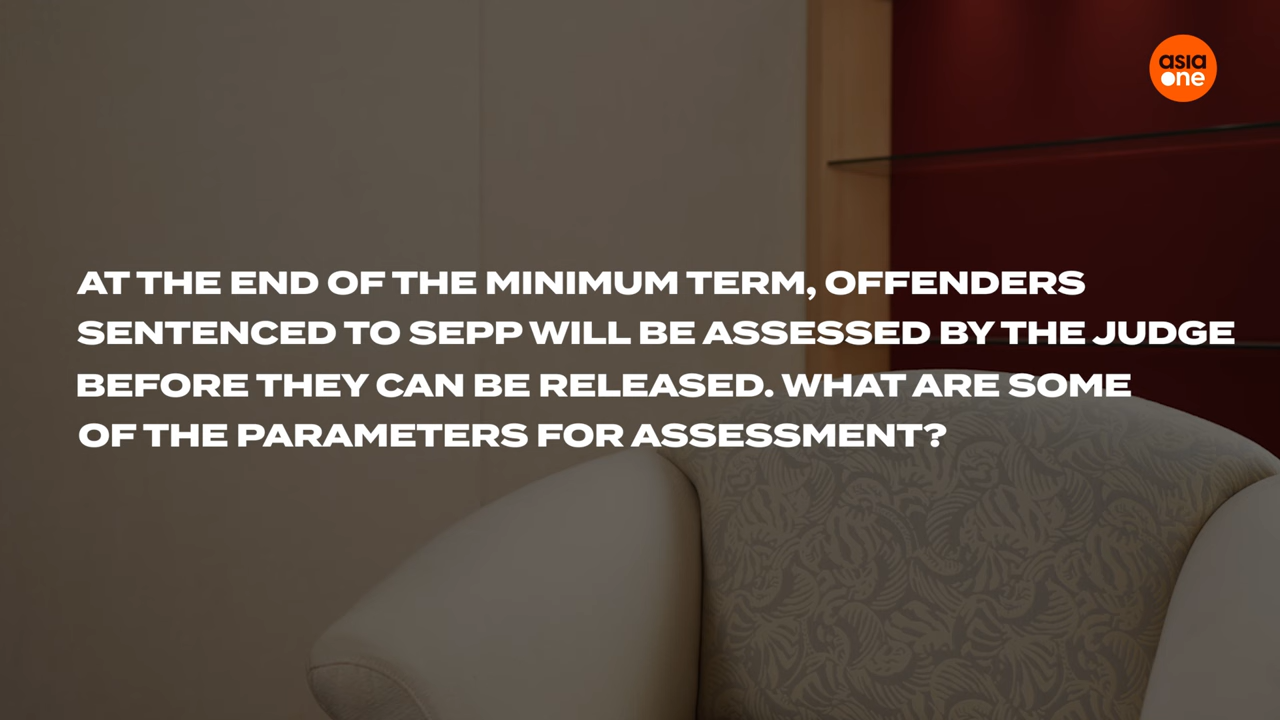 asia
one
AT THE END OF THE MINIMUM TERM, OFFENDERS
SENTENCED TO SEPP WILL BE ASSESSED BY THE JUDGE
BEFORE THEY CAN BE RELEASED. WHAT ARE SOME
OF THE PARAMETERS FOR ASSESSMENT?